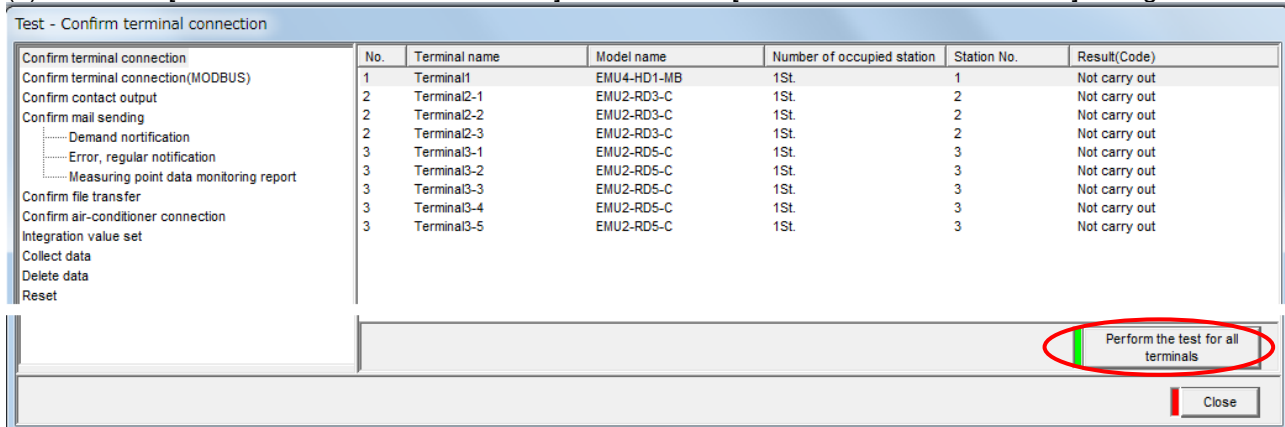 Test - Confirm terminal connection
Confirm terminal connection
Confirm terminal connection(MODBUS)
Confirm contact output
Confirm mail sending
Demand nortification
Error, regular notification
Measuring point data monitoring report
Confirm file transfer
Confirm air-conditioner connection
Integration value set
Collect data
Delete data
Reset
No. Terminal name Model name Number of occupied station Station No. Result(Code)
1 Terminal1 EMU4-HD1-MB 1St. 1 Not carry out
2 Terminal2-1 EMU2-RD3-C 1St. 2 Not carry out
2 Terminal2-2 EMU2-RD3-C 1St. 2 Not carry out
2 Terminal2-3 EMU2-RD3-C 1St. 2 Not carry out
3 Terminal3-1 EMU2-RD5-C 1St. 3 Not carry out
3 Terminal3-2 EMU2-RD5-C 1St. 3 Not carry out
3 Terminal3-3 EMU2-RD5-C 1St. 3 Not carry out
3 Terminal3-4 EMU2-RD5-C 1St. 3 Not carry out
3 Terminal3-5 EMU2-RD5-C 1St. 3 Not carry out
Perform the test for all
terminals
Close